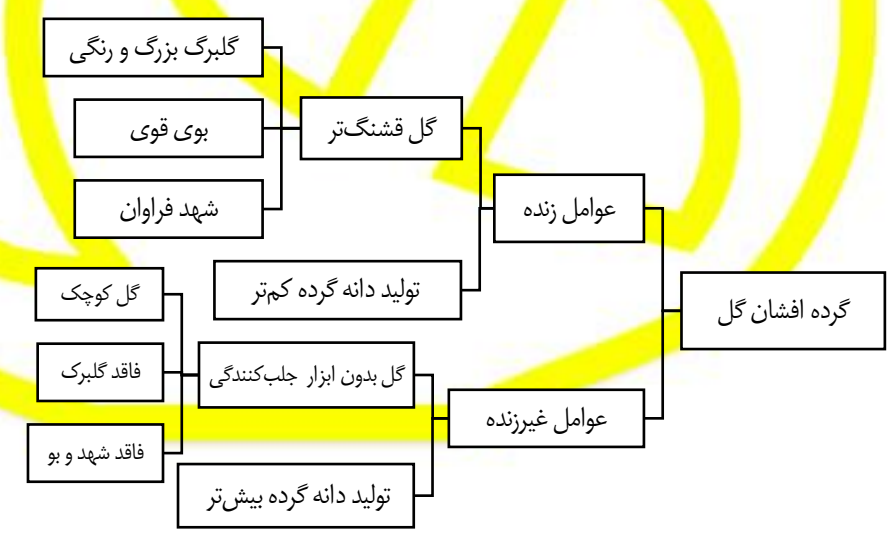 گرده افشان گل
عوامل زنده
گل قشنگ‌تر
گلبرگ بزرگ و رنگی
بوی قوی
شهد فراوان
تولید دانه گرده کم‌تر
عوامل غیرزنده
گل بدون ابزار جلب‌کنندگی
گل کوچک
فاقد گلبرک
فاقد شهد و بو
تولید دانه گرده بیش‌تر